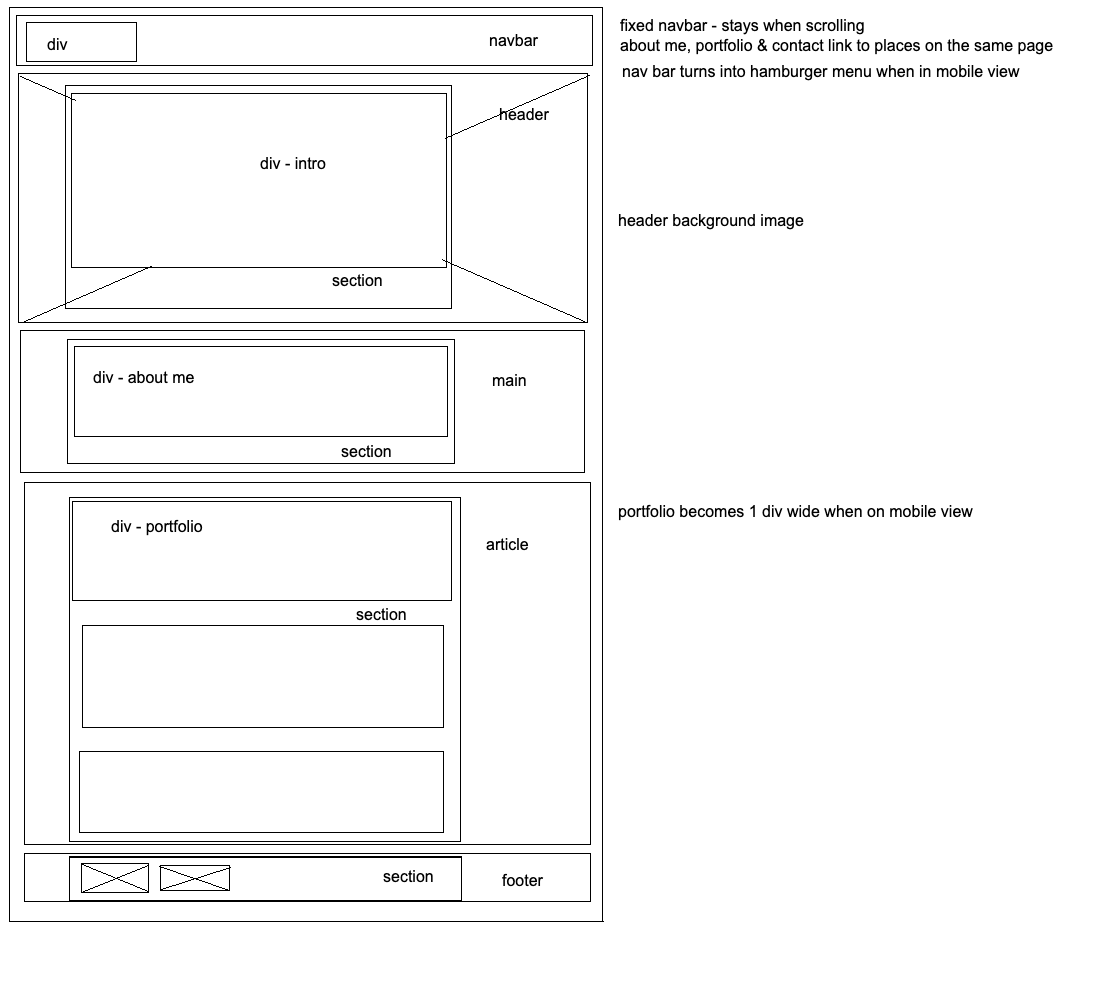 div
navbar
fixed navbar - stays when scrolling
about me, portfolio & contact link to places on the same page
nav bar turns into hamburger menu when in mobile view
header
div - intro
header background image
section
div - about me
main
section
portfolio becomes 1 div wide when on mobile view
div - portfolio
article
section
section
footer